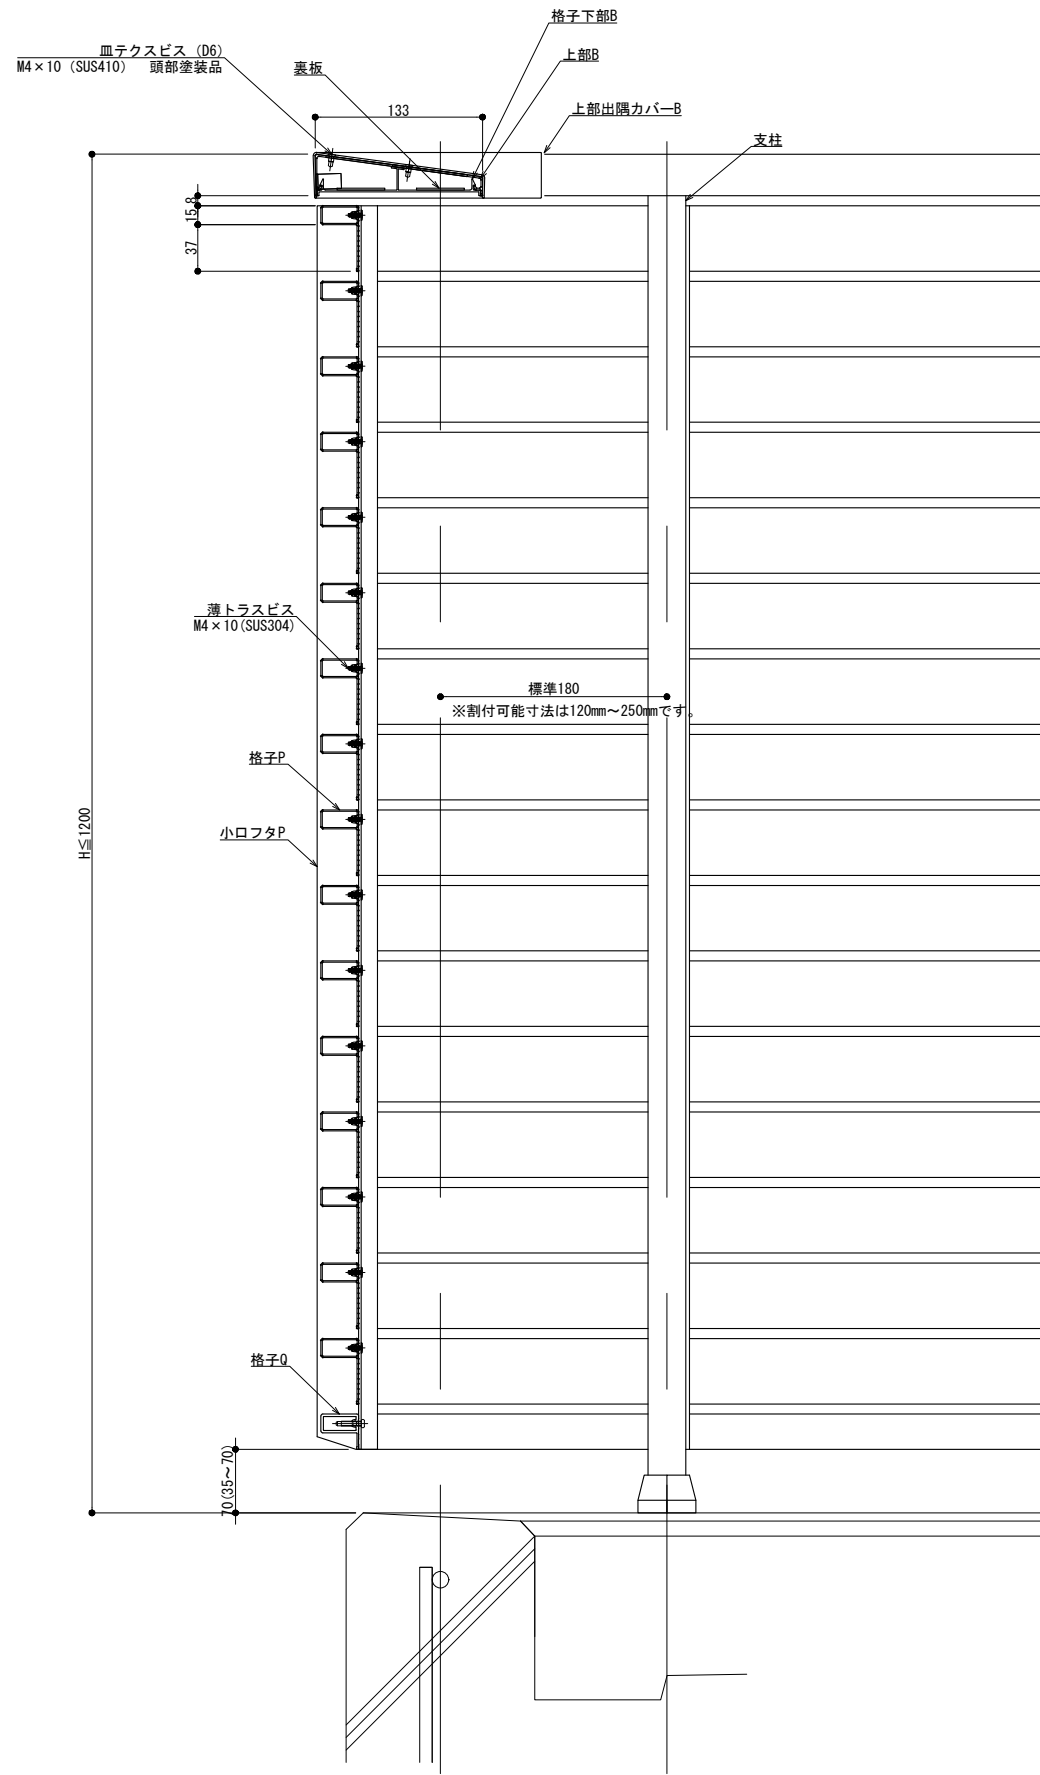 格子下部B
皿テクスビス (D6)
M4×10 (SUS410) 頭部塗装品
上部B
裏板
133
上部出隅カバーB
支柱
15.8
37
薄トラスビス
M4×10(SUS304)
標準180
※割付可能寸法は120mm～250mmです。
格子P
小口フタP
H≦1200
格子Q
70(35～70)